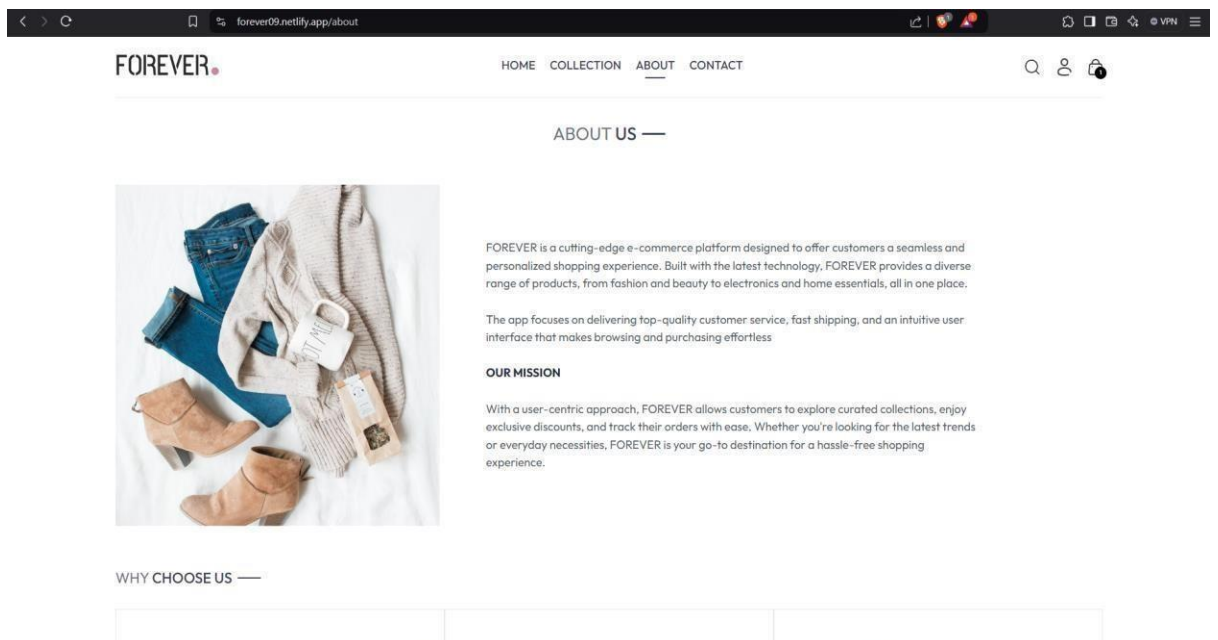 forever09.netlify.app/about
VPN
FOREVER.
HOME COLLECTION ABOUT CONTACT
1
ABOUT US
FOREVER is a cutting-edge e-commerce platform designed to offer customers a seamless and
personalized shopping experience. Built with the latest technology, FOREVER provides a diverse
range of products, from fashion and beauty to electronics and home essentials, all in one place.
The app focuses on delivering top-quality customer service, fast shipping, and an intuitive user
interface that makes browsing and purchasing effortless
OUR MISSION
With a user-centric approach, FOREVER allows customers to explore curated collections, enjoy
exclusive discounts, and track their orders with ease. Whether you're looking for the latest trends
or everyday necessities, FOREVER is your go-to destination for a hassle-free shopping
experience.
WHY CHOOSE US